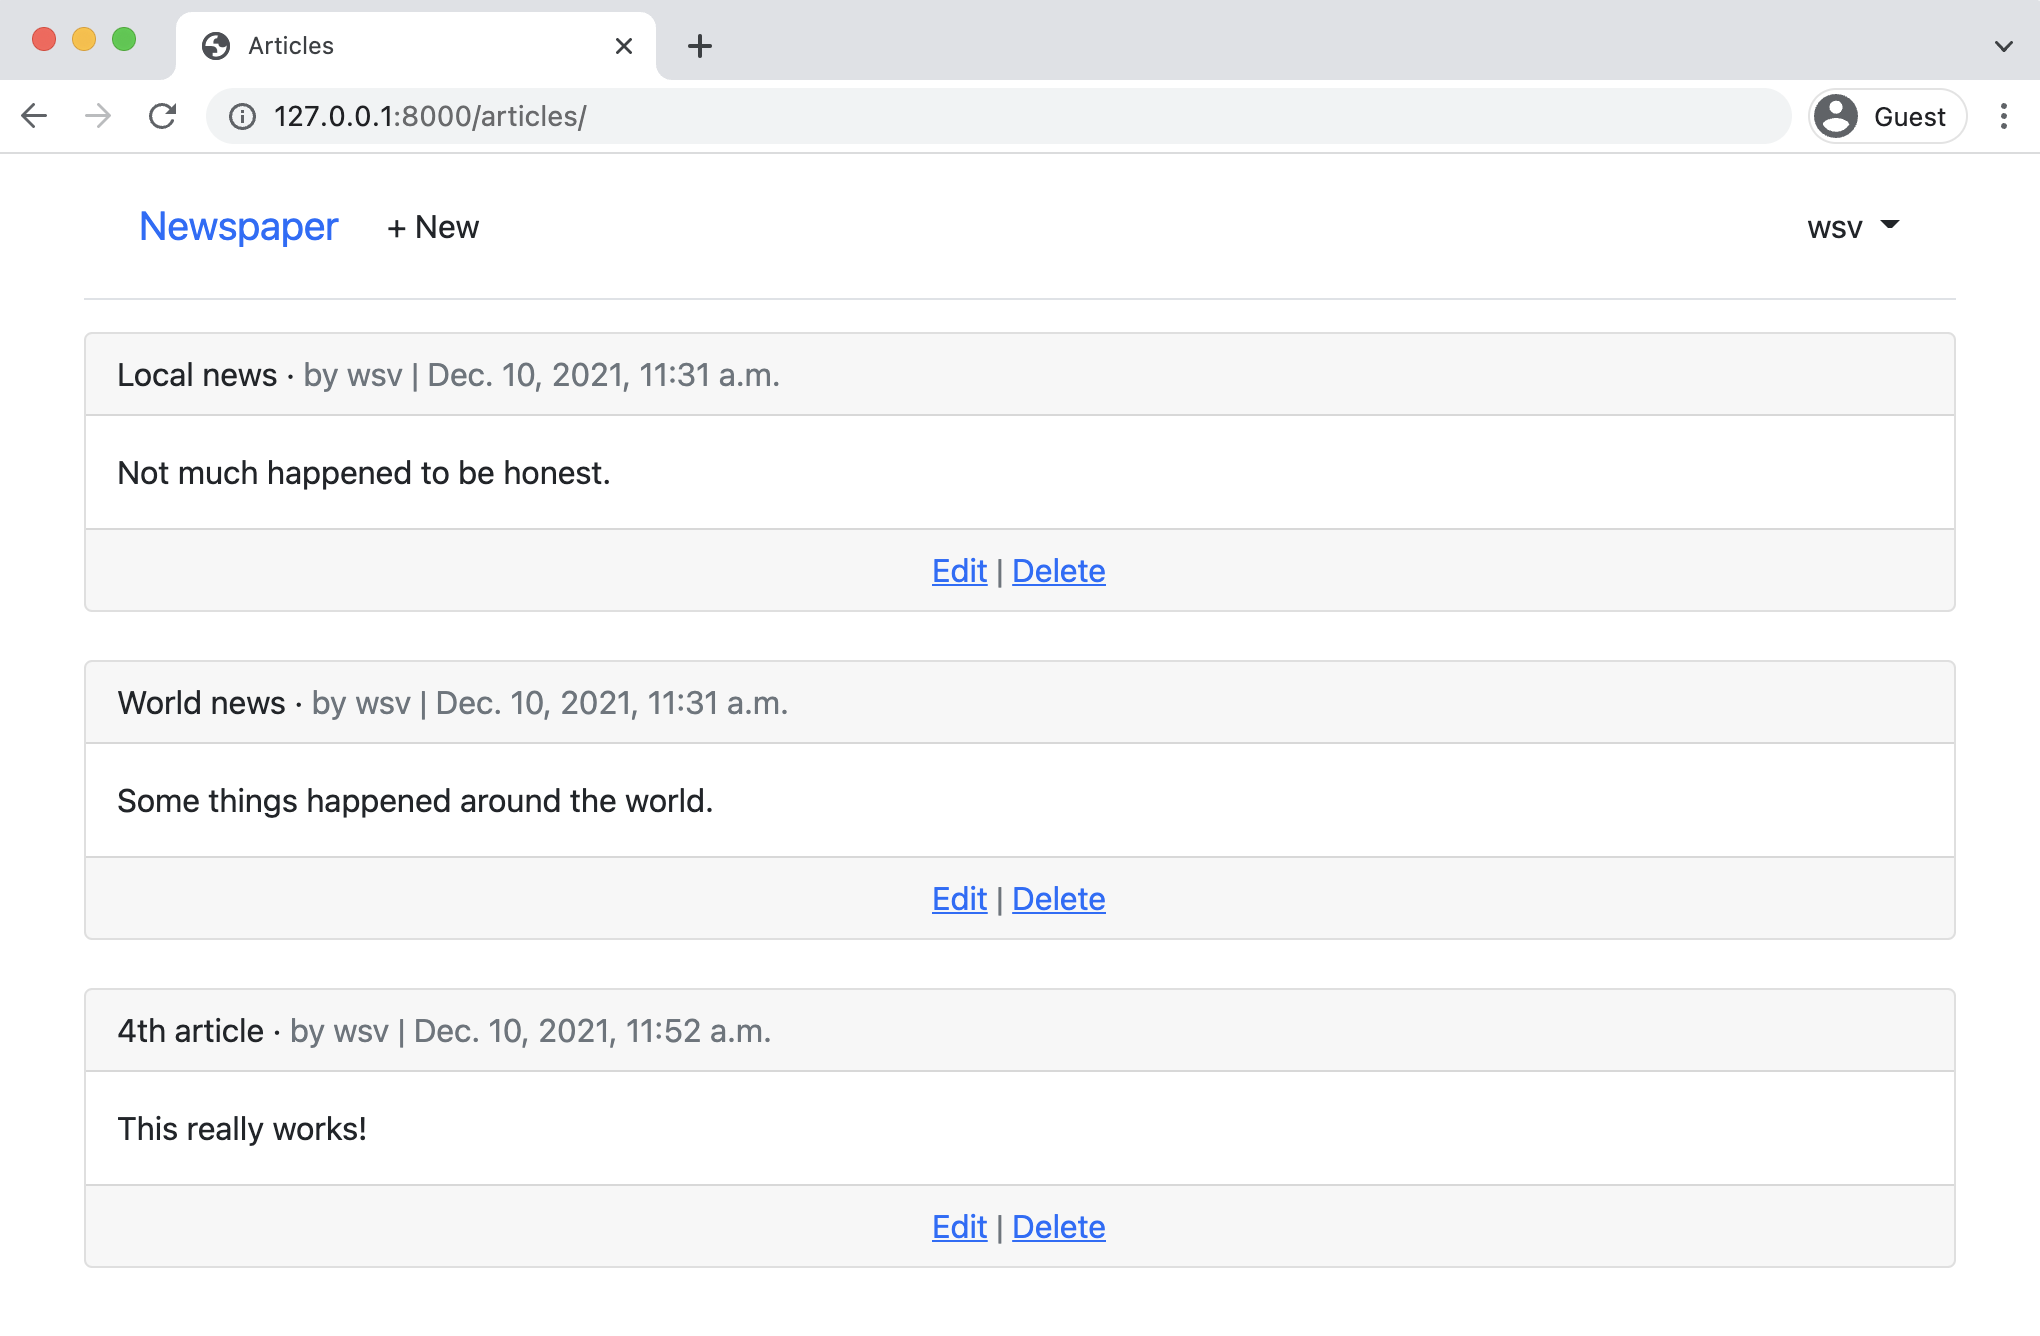 Articles
127.0.0.1:8000/articles/
Guest
Newspaper + New wsv
Local news · by wsv | Dec. 10, 2021, 11:31 a.m.
Not much happened to be honest.
Edit | Delete
World news · by wsv | Dec. 10, 2021, 11:31 a.m.
Some things happened around the world.
Edit | Delete
4th article · by wsv | Dec. 10, 2021, 11:52 a.m.
This really works!
Edit | Delete